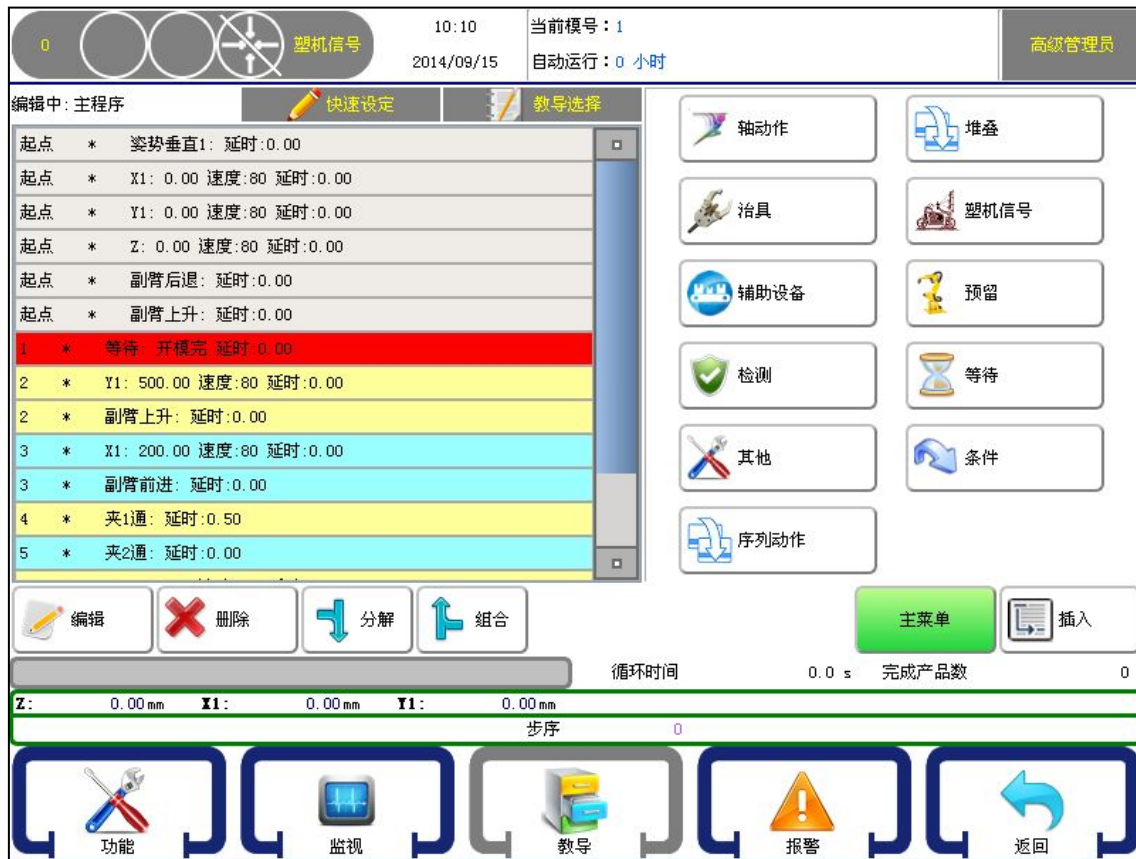 0
塑机信号
10:10
2014/09/15
当前模号：1
自动运行：0 小时
高级管理员
编辑中:主程序
快速设定
教导选择
起点 * 姿势垂直1: 延时:0.00
起点 * X1: 0.00 速度:80 延时:0.00
起点 * Y1: 0.00 速度:80 延时:0.00
起点 * Z: 0.00 速度:80 延时:0.00
起点 * 副臂后退: 延时:0.00
起点 * 副臂上升: 延时:0.00
1 * 等待: 开模完 延时:0.00
2 * Y1: 500.00 速度:80 延时:0.00
2 * 副臂上升: 延时:0.00
3 * X1: 200.00 速度:80 延时:0.00
3 * 副臂前进: 延时:0.00
4 * 夹1通: 延时:0.50
5 * 夹2通: 延时:0.00
轴动作
堆叠
治具
塑机信号
辅助设备
预留
检测
等待
其他
条件
序列动作
编辑
删除
分解
组合
主菜单
插入
循环时间 0.0 s 完成产品数 0
Z: 0.00mm X1: 0.00mm Y1: 0.00mm
步序 0
功能
监视
教导
报警
返回